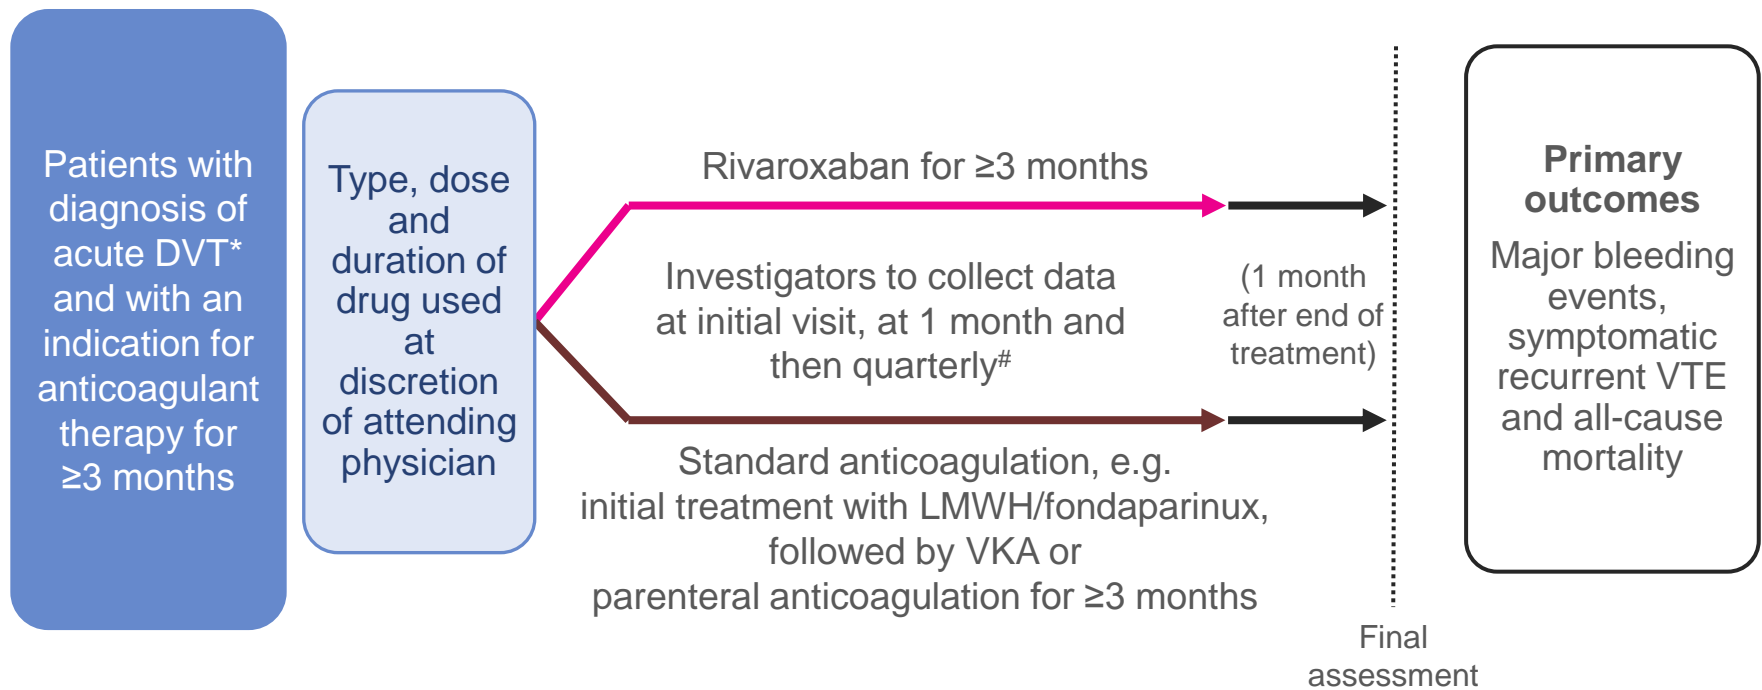 Patients with
diagnosis of
acute DVT*
and with an
indication for
anticoagulant
therapy for
≥3 months
Type, dose
and
duration of
drug used
at
discretion
of attending
physician
Rivaroxaban for ≥3 months
Investigators to collect data
at initial visit, at 1 month and
then quarterly#
(1 month
after end of
treatment)
Standard anticoagulation, e.g.
initial treatment with LMWH/fondaparinux,
followed by VKA or
parenteral anticoagulation for ≥3 months
Final
assessment
Primary
outcomes
Major bleeding
events,
symptomatic
recurrent VTE
and all-cause
mortality